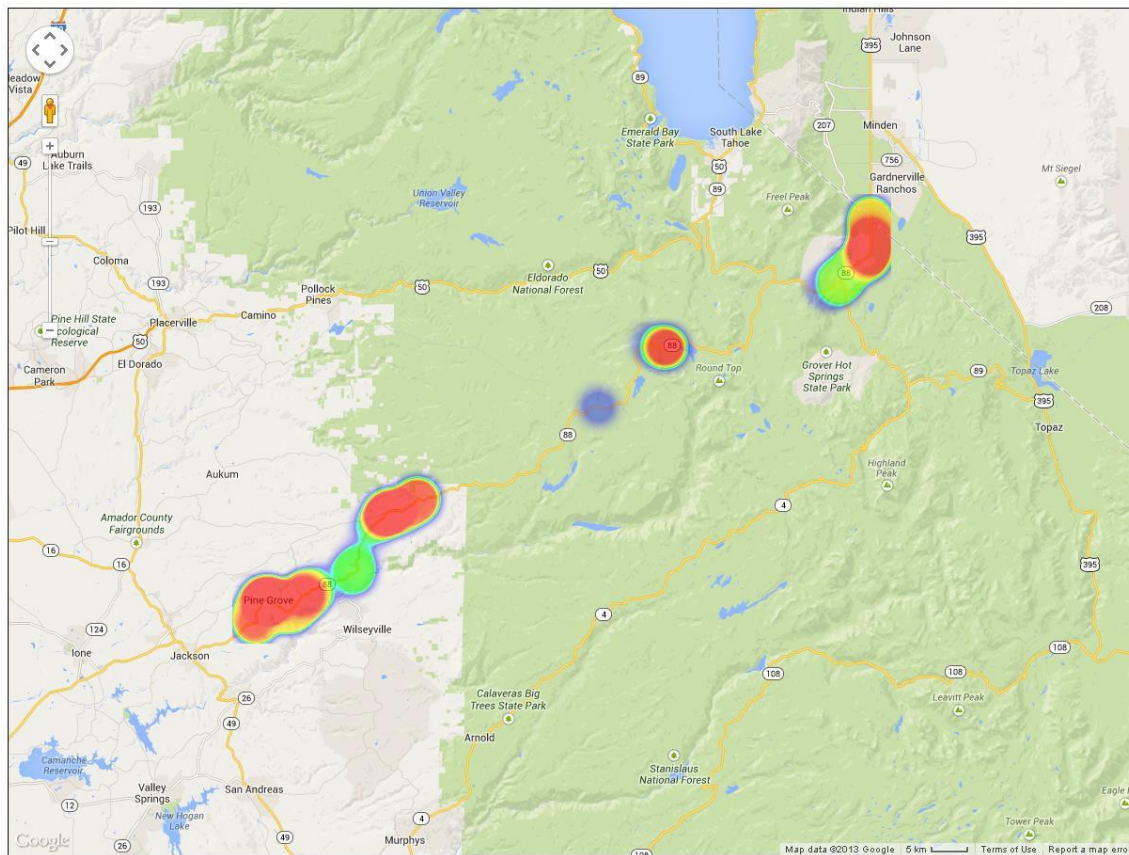 Indian Hills
Johnson
Lane
395
89
eadow
Vista
49
Auburn
Lake Trails
Emerald Bay
State Park
South Lake
Tahoe
207
Minden
50
756
Mt Siegel
193
Union Valley
Reservoir
89
Freel Peak
Gardnerville
Ranchos
Pilot Hill
395
Coloma
50
Eldorado
National Forest
88
193
Pollock
Pines
50
208
Pine Hill State
Ecological
Reserve
Placerville
Camino
50
88
Cameron
Park
El Dorado
Round Top
Grover Hot
Springs
State Park
89
Topaz Lake
395
Topaz
88
Highland
Peak
Aukum
4
Amador County
Fairgrounds
16
16
395
88
Pine Grove
4
124
Wilseyville
Ione
Jackson
108
26
108
108
49
Calaveras Big
Trees State Park
Leavitt Peak
Arnold
Camanche
Reservoir
Stanislaus
National Forest
Valley
Springs
San Andreas
12
26
New Hogan
Lake
4
Eagle
Tower Peak
49
Murphys
108
Google
Map data ©2013 Google
5 km
Terms of Use
Report a map erro